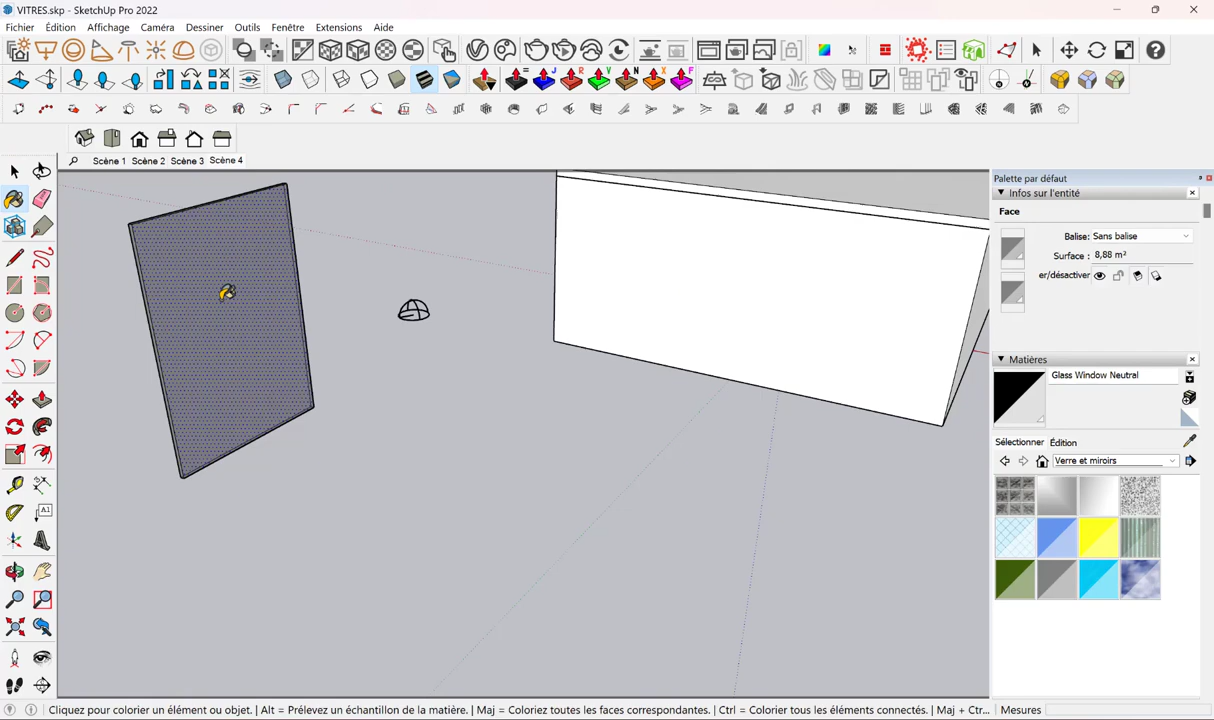 VITRES.skp - SketchUp Pro 2022
Fichier Édition Affichage Caméra Dessiner Outils Fenêtre Extensions Aide
Scène 1 Scène 2 Scène 3 Scène 4
Palette par défaut
Infos sur l'entité
Face
Balise: Sans balise
Surface : 8,88 m²
er/désactiver
Matières
Glass Window Neutral
Sélectionner Édition
Verre et miroirs
Cliquez pour colorier un élément ou objet. | Alt = Prélevez un échantillon de la matière. | Maj = Coloriez toutes les faces correspondantes. | Ctrl = Colorier tous les éléments connectés. | Maj + Ctr... Mesures